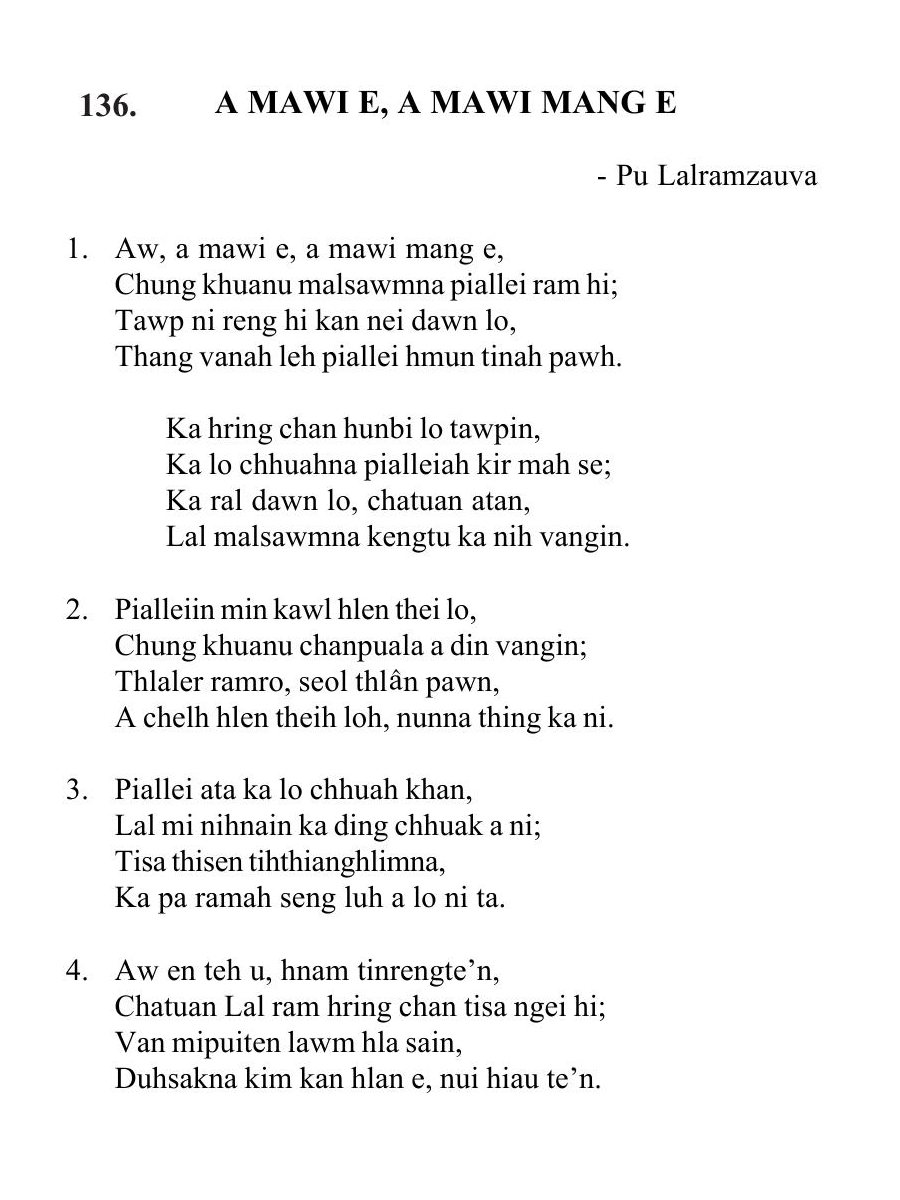 136. A MAWI E, A MAWI MANG E
- Pu Lalramzauva
1. Aw, a mawi e, a mawi mang e,
Chung khuanu malsawmna piallei ram hi;
Tawp ni reng hi kan nei dawn lo,
Thang vanah leh piallei hmun tinah pawh.
Ka hring chan hunbi lo tawpin,
Ka lo chhuahna pialleiah kir mah se;
Ka ral dawn lo, chatuan atan,
Lal malsawmna kengtu ka nih vangin.
2. Pialleiin min kawl hlen thei lo,
Chung khuanu chanpuala a din vangin;
Thlaler ramro, seol thlân pawn,
A chelh hlen theih loh, nunna thing ka ni.
3. Piallei ata ka lo chhuah khan,
Lal mi nihnain ka ding chhuak a ni;
Tisa thisen tihthianghlimna,
Ka pa ramah seng luh a lo ni ta.
4. Aw en teh u, hnam tinrengte’n,
Chatuan Lal ram hring chan tisa ngei hi;
Van mipuiten lawm hla sain,
Duhsakna kim kan hlan e, nui hiau te’n.